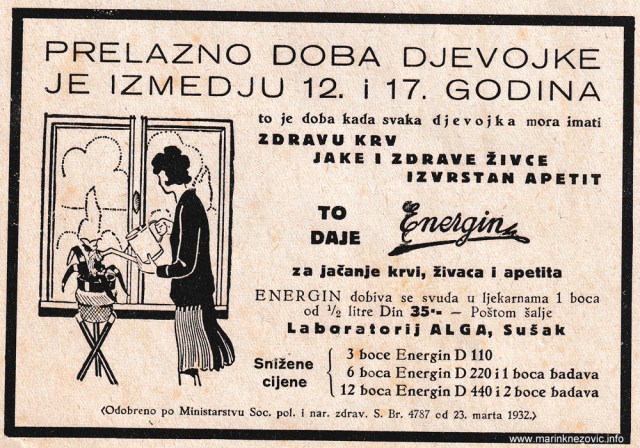 PRELAZNO DOBA DJEVOJKE
JE IZMEDJU 12. i 17. GODINA
to je doba kada svaka djevojka mora imati
ZDRAVU KRV
JAKE I ZDRAVE ŽIVCE
IZVRSTAN APETIT
TO
DAJE
Energin
za jačanje krvi, živaca i apetita
ENERGIN dobiva se svuda u ljekarnama 1 boca
od 1/2 litre Din 35·- — Poštom šalje
Laboratorij ALGA, Sušak
Snižene
cijene
3 boce Energin D 110
6 boca Energin D 220 i 1 boca badava
12 boca Energin D 440 i 2 boce badava
(Odobreno po Ministarstvu Soc. pol. i nar. zdrav. S. Br. 4787 od 23. marta 1932.)
www.marinknezovic.info